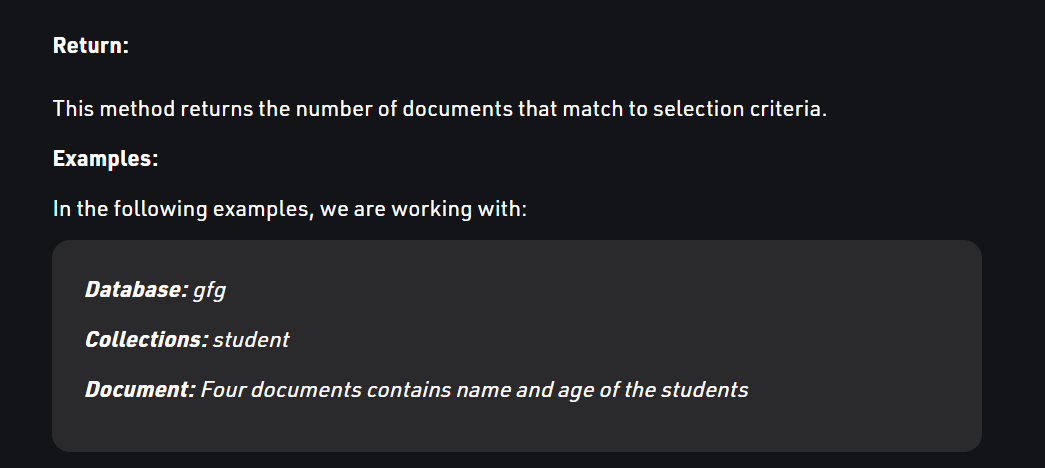 Return:
This method returns the number of documents that match to selection criteria.
Examples:
In the following examples, we are working with:
Database: gfg
Collections: student
Document: Four documents contains name and age of the students